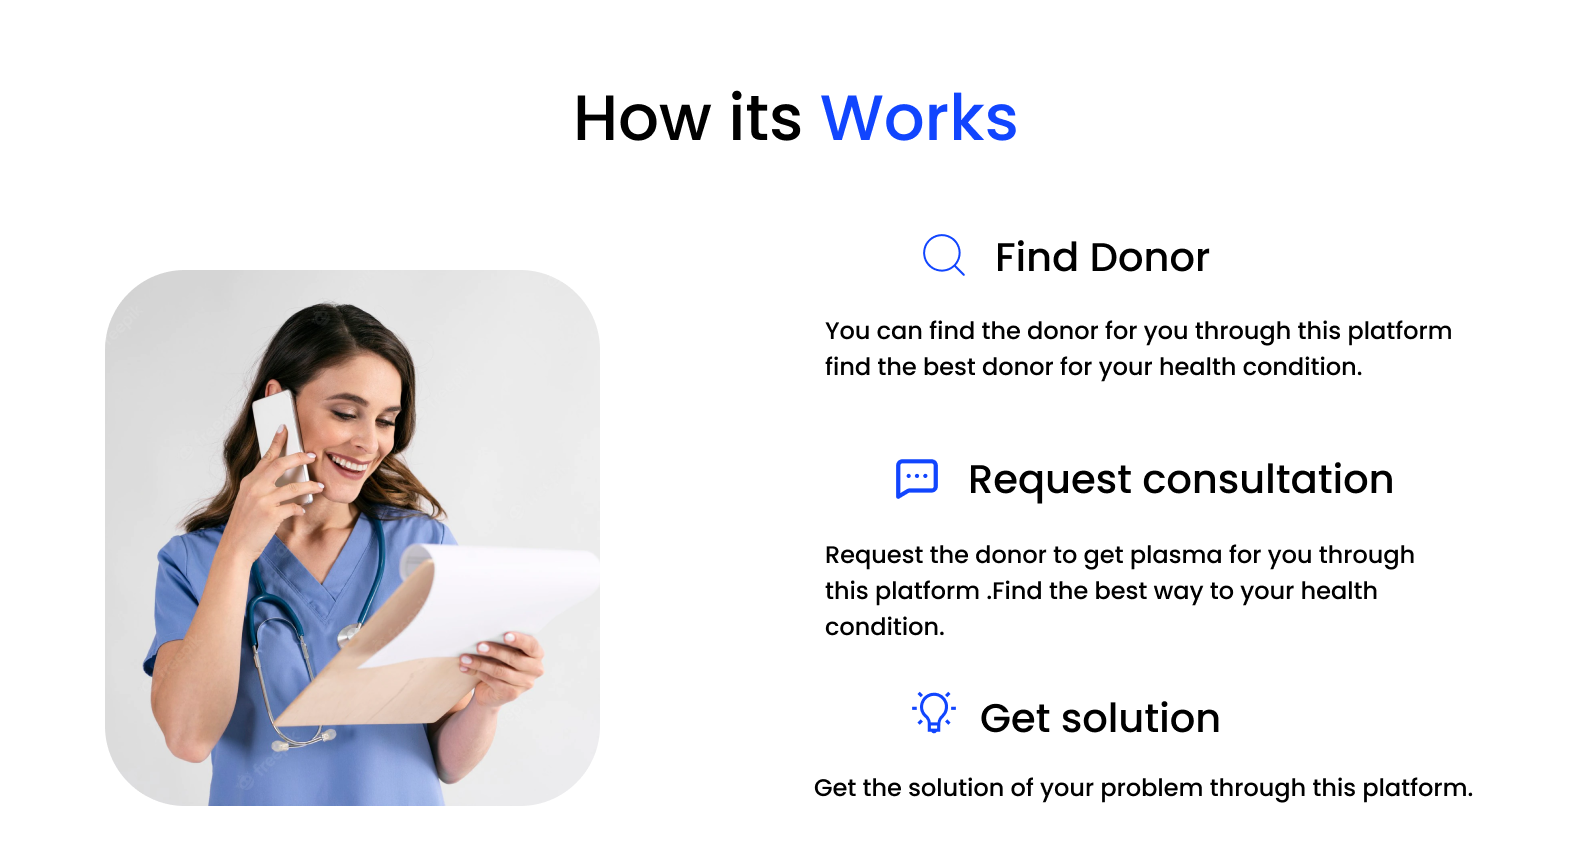 How its Works
Find Donor
You can find the donor for you through this platform
find the best donor for your health condition.
Request consultation
Request the donor to get plasma for you through
this platform .Find the best way to your health
condition.
Get solution
Get the solution of your problem through this platform.